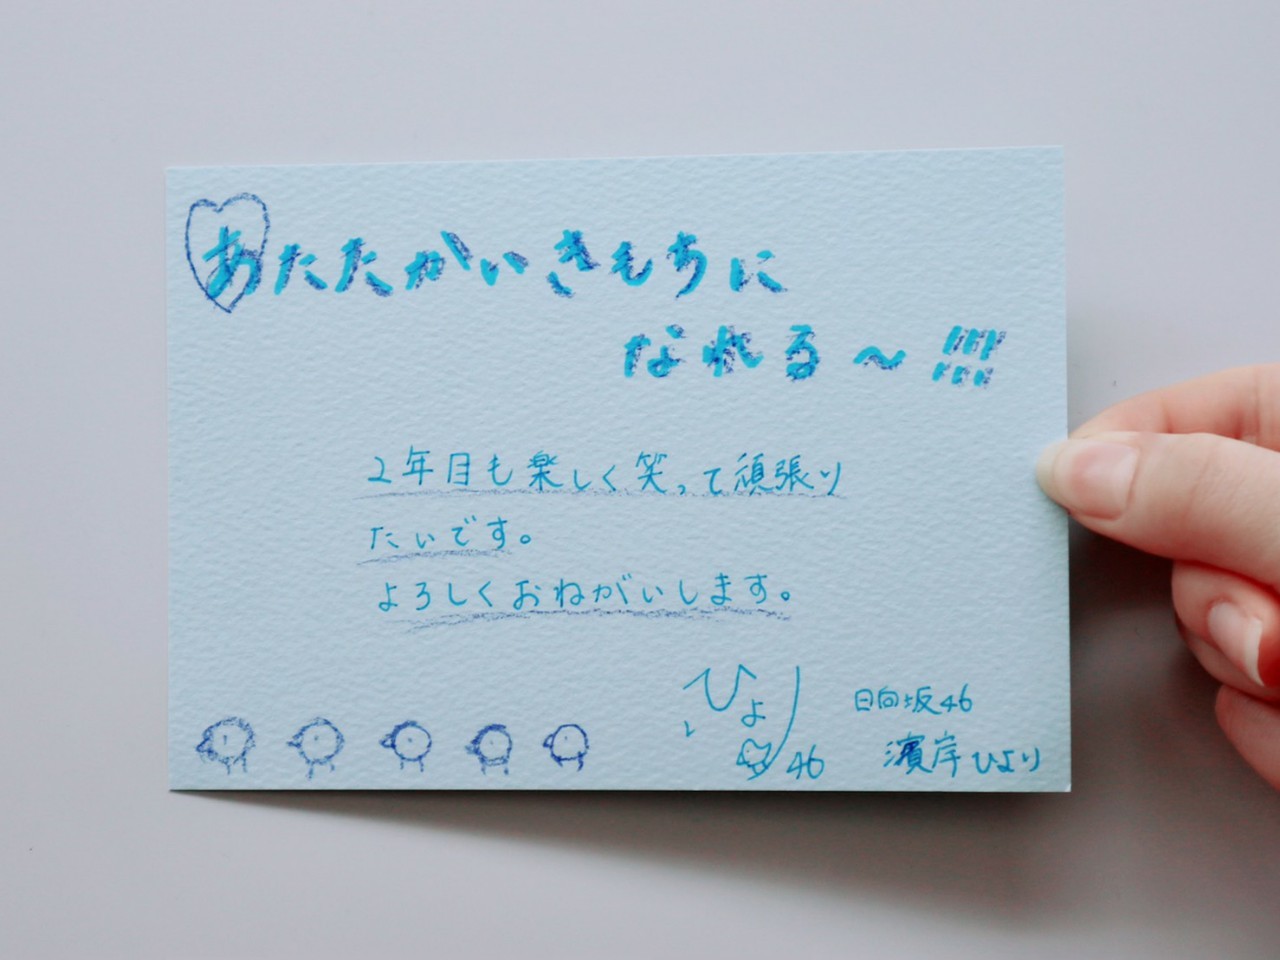 あたたかいきもちに
なれる〜!!!!
2年目も楽しく笑って頑張り
たいです。
よろしくおねがいします。
ひより
46
日向坂46
濱岸ひより